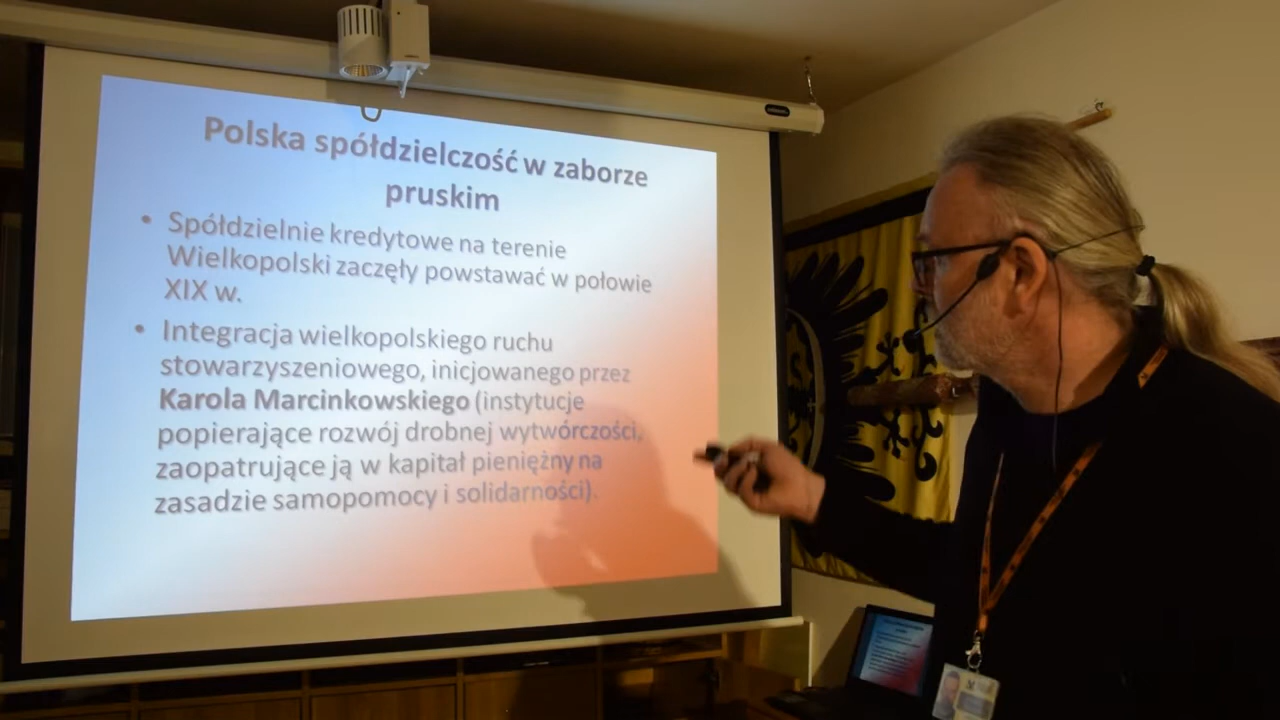 Polska spółdzielczość w zaborze
pruskim
• Spółdzielnie kredytowe na terenie
Wielkopolski zaczęły powstawać w połowie
XIX w.
• Integracja wielkopolskiego ruchu
stowarzyszeniowego, inicjowanego przez
Karola Marcinkowskiego (instytucje
popierające rozwój drobnej wytwórczości,
zaopatrujące ją w kapitał pieniężny na
zasadzie samopomocy i solidarności).